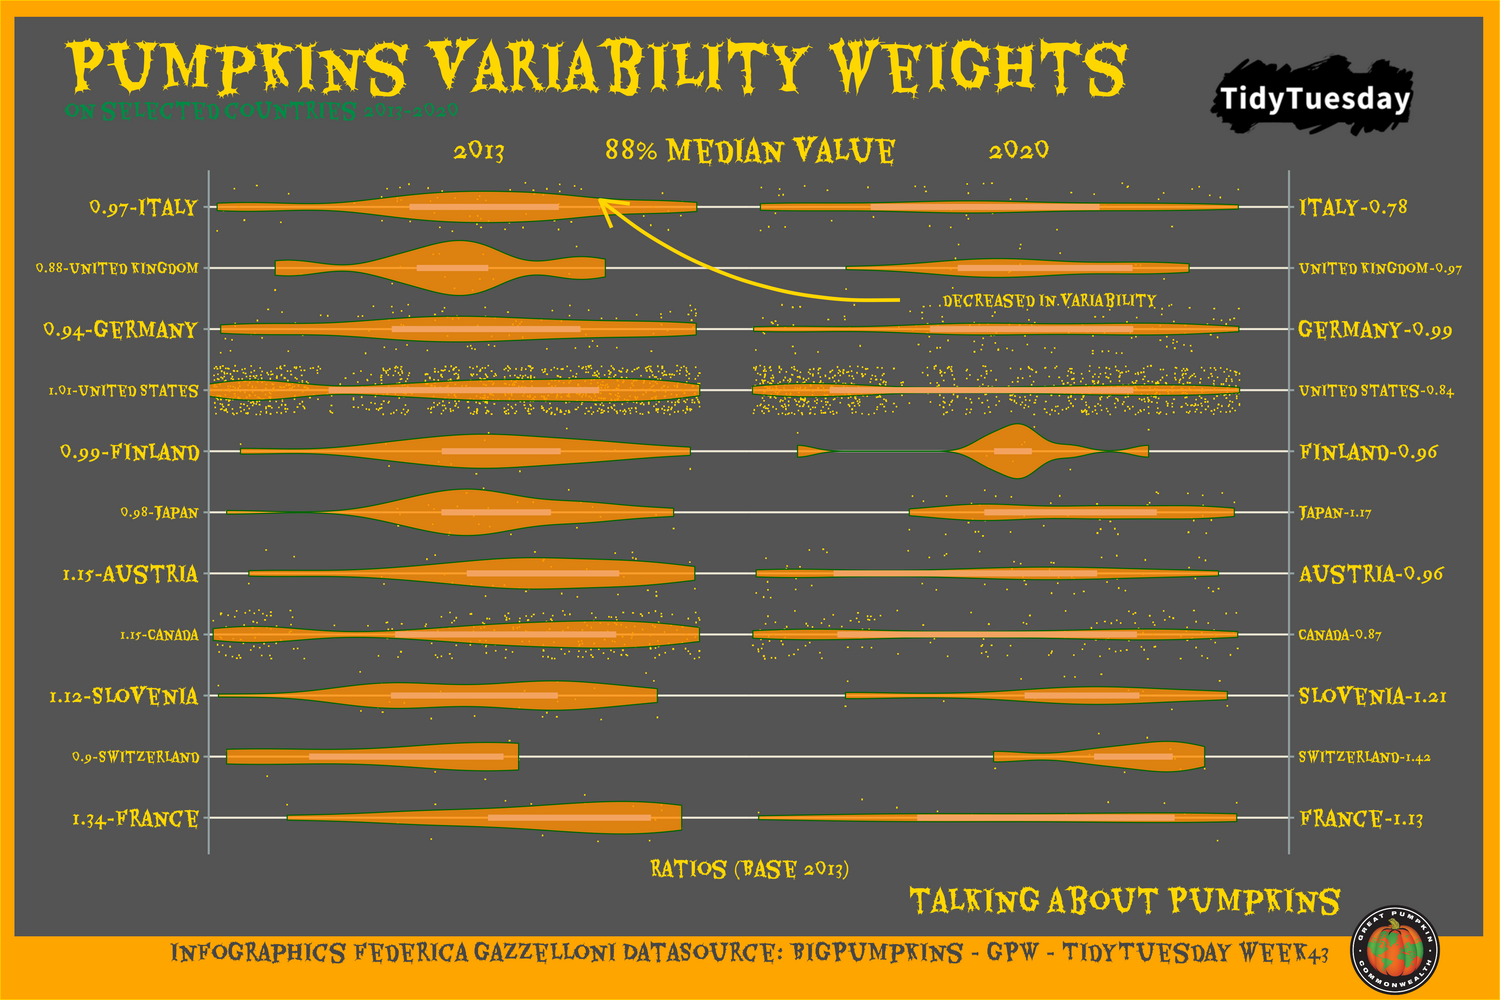 PUMPKINS VARIABILITY WEIGHTS
ON SELECTED COUNTRIES 2013-2020
TidyTuesday
2013 88% MEDIAN VALUE 2020
0.97-ITALY ITALY-0.78
0.88-UNITED KINGDOM UNITED KINGDOM-0.97
DECREASED IN VARIABILITY
0.94-GERMANY GERMANY-0.99
1.01-UNITED STATES UNITED STATES-0.84
0.99-FINLAND FINLAND-0.96
0.98-JAPAN JAPAN-1.17
1.15-AUSTRIA AUSTRIA-0.96
1.15-CANADA CANADA-0.87
1.12-SLOVENIA SLOVENIA-1.21
0.9-SWITZERLAND SWITZERLAND-1.42
1.34-FRANCE FRANCE-1.13
RATIOS (BASE 2013)
TALKING ABOUT PUMPKINS
INFOGRAPHICS FEDERICA GAZZELLONI DATASOURCE: BIGPUMPKINS - GPW - TIDYTUESDAY WEEK43
GREAT PUMPKIN
COMMONWEALTH